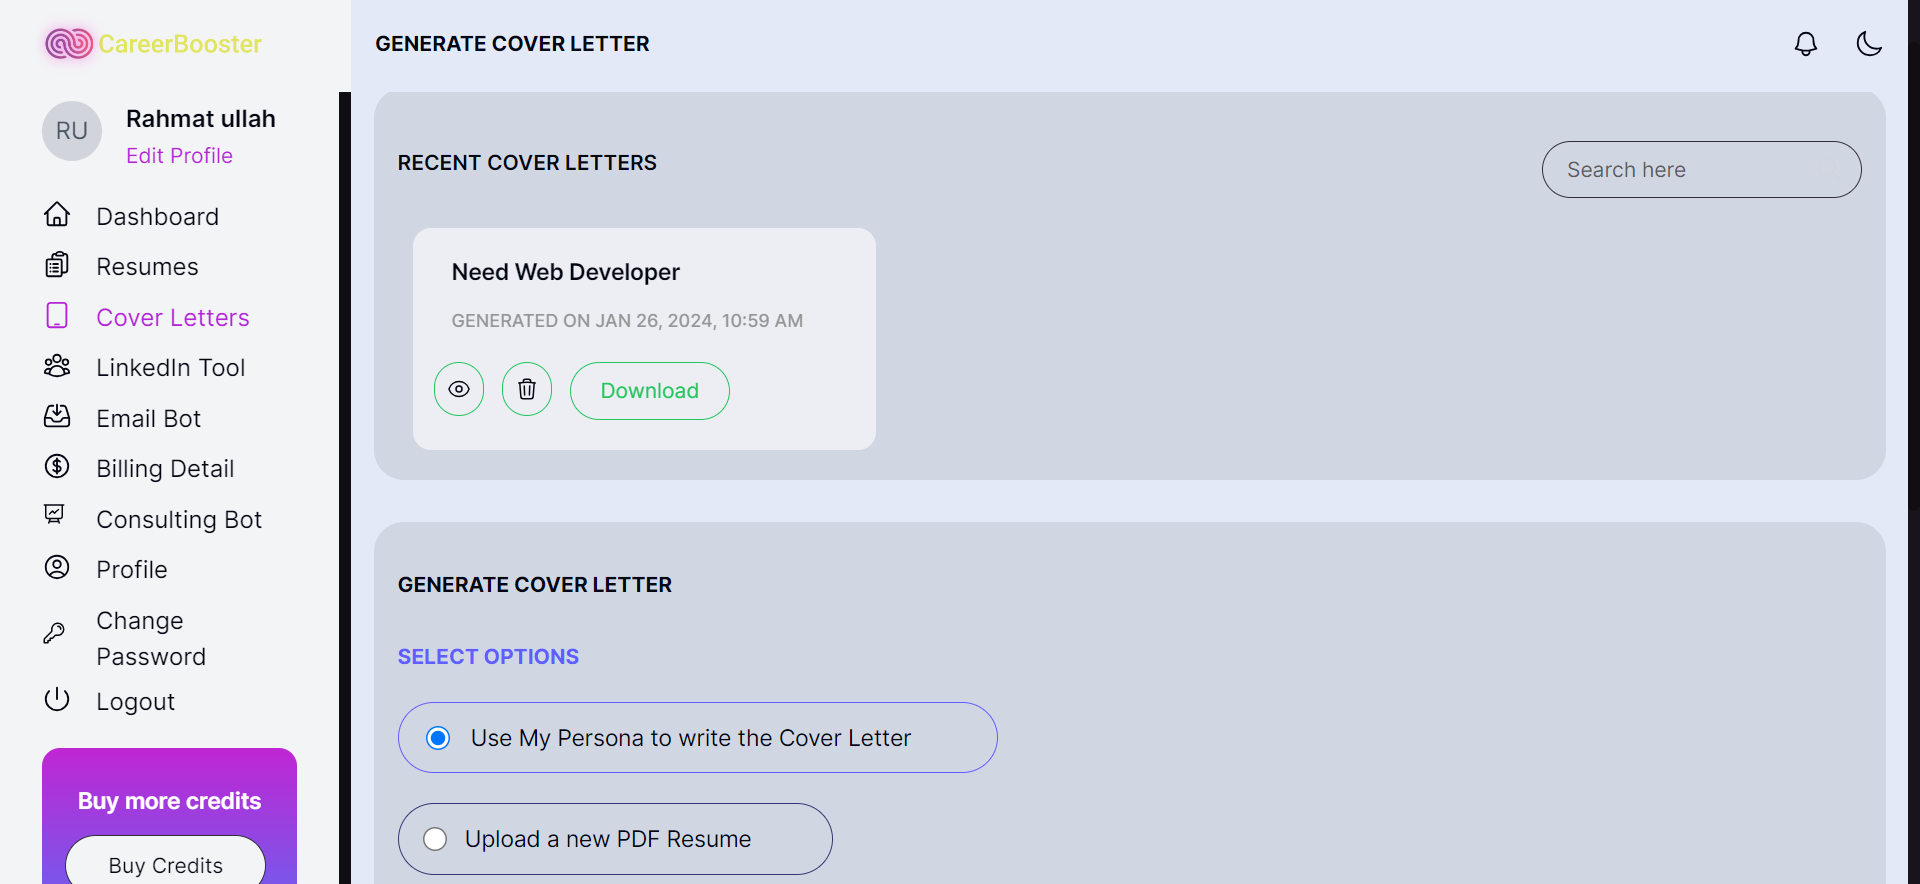 CareerBooster
GENERATE COVER LETTER
RU
Rahmat ullah
Edit Profile
Dashboard
Resumes
Cover Letters
LinkedIn Tool
Email Bot
Billing Detail
Consulting Bot
Profile
Change
Password
Logout
Buy more credits
Buy Credits
RECENT COVER LETTERS
Search here
Need Web Developer
GENERATED ON JAN 26, 2024, 10:59 AM
Download
GENERATE COVER LETTER
SELECT OPTIONS
Use My Persona to write the Cover Letter
Upload a new PDF Resume